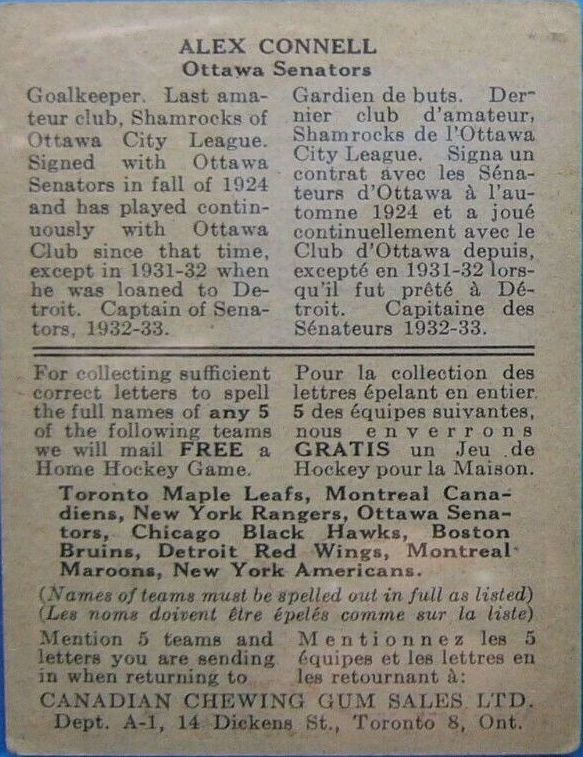 ALEX CONNELL
Ottawa Senators
Goalkeeper. Last ama-
teur club, Shamrocks of
Ottawa City League.
Signed with Ottawa
Senators in fall of 1924
and has played contin-
uously with Ottawa
Club since that time,
except in 1931-32 when
he was loaned to De-
troit. Captain of Sena-
tors, 1932-33.
Gardien de buts. Der-
nier club d'amateur,
Shamrocks de l'Ottawa
City League. Signa un
contrat avec les Séna-
teurs d'Ottawa à l'au-
tomne 1924 et a joué
continuellement avec le
Club d'Ottawa depuis,
excepté en 1931-32 lors-
qu'il fut prêté à Dé-
troit. Capitaine des
Sénateurs 1932-33.
For collecting sufficient
correct letters to spell
the full names of any 5
of the following teams
we will mail FREE a
Home Hockey Game.
Pour la collection des
lettres épelant en entier
5 des équipes suivantes,
nous enverrons
GRATIS un Jeu de
Hockey pour la Maison.
Toronto Maple Leafs, Montreal Cana-
diens, New York Rangers, Ottawa Sena-
tors, Chicago Black Hawks, Boston
Bruins, Detroit Red Wings, Montreal
Maroons, New York Americans.
(Names of teams must be spelled out in full as listed)
(Les noms doivent être épelés comme sur la liste)
Mention 5 teams and
letters you are sending
in when returning to
Mentionnez les 5
équipes et les lettres en
les retournant à:
CANADIAN CHEWING GUM SALES LTD.
Dept. A-1, 14 Dickens St., Toronto 8, Ont.